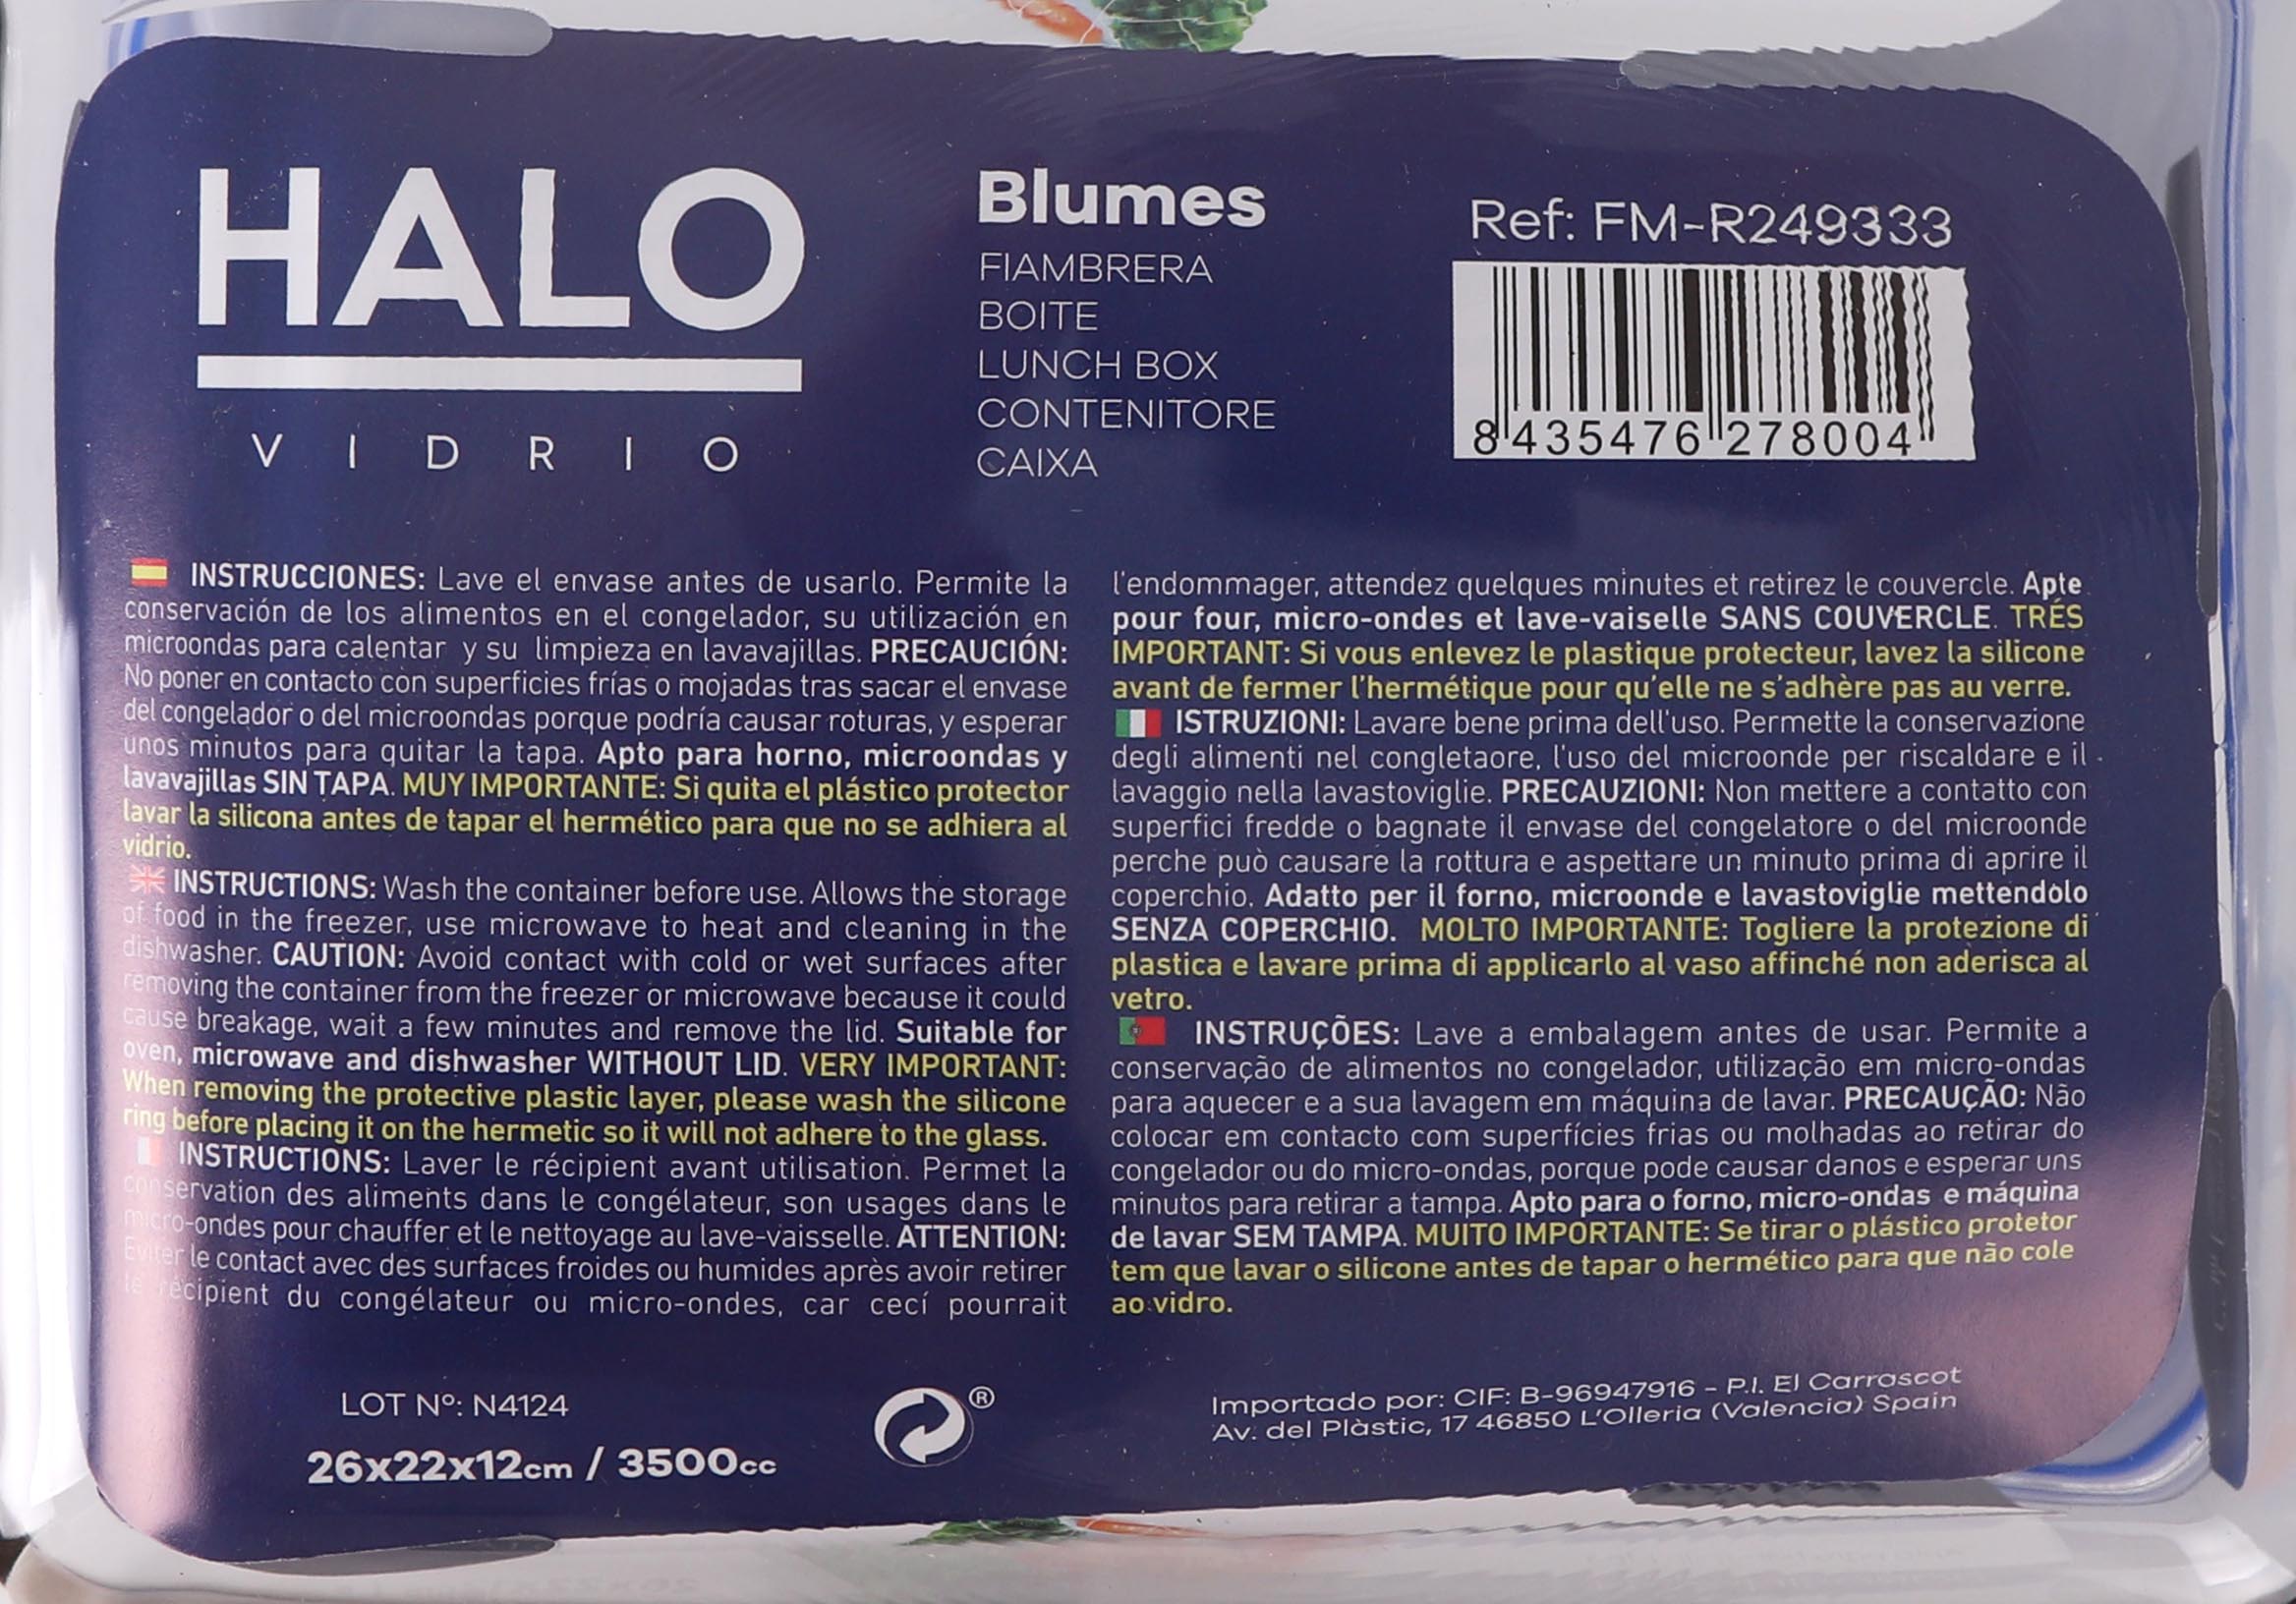 HALO
VIDRIO
Blumes
FIAMBRERA
BOITE
LUNCH BOX
CONTENITORE
CAIXA
Ref: FM-R249333
8 435476 278004
INSTRUCCIONES: Lave el envase antes de usarlo. Permite la
conservación de los alimentos en el congelador, su utilización en
microondas para calentar y su limpieza en lavavajillas. PRECAUCIÓN:
No poner en contacto con superficies frías o mojadas tras sacar el envase
del congelador o del microondas porque podría causar roturas, y esperar
unos minutos para quitar la tapa. Apto para horno, microondas y
lavavajillas SIN TAPA. MUY IMPORTANTE: Si quita el plástico protector
lavar la silicona antes de tapar el hermético para que no se adhiera al
vidrio.
INSTRUCTIONS: Wash the container before use. Allows the storage
of food in the freezer, use microwave to heat and cleaning in the
dishwasher. CAUTION: Avoid contact with cold or wet surfaces after
removing the container from the freezer or microwave because it could
cause breakage, wait a few minutes and remove the lid. Suitable for
oven, microwave and dishwasher WITHOUT LID. VERY IMPORTANT:
When removing the protective plastic layer, please wash the silicone
ring before placing it on the hermetic so it will not adhere to the glass.
INSTRUCTIONS: Laver le récipient avant utilisation. Permet la
conservation des aliments dans le congélateur, son usages dans le
micro-ondes pour chauffer et le nettoyage au lave-vaisselle. ATTENTION:
Eviter le contact avec des surfaces froides ou humides après avoir retirer
le récipient du congélateur ou micro-ondes, car cecí pourrait
l'endommager, attendez quelques minutes et retirez le couvercle. Apte
pour four, micro-ondes et lave-vaiselle SANS COUVERCLE. TRÉS
IMPORTANT: Si vous enlevez le plastique protecteur, lavez la silicone
avant de fermer l'hermétique pour qu'elle ne s'adhère pas au verre.
ISTRUZIONI: Lavare bene prima dell'uso. Permette la conservazione
degli alimenti nel congletaore, l'uso del microonde per riscaldare e il
lavaggio nella lavastoviglie. PRECAUZIONI: Non mettere a contatto con
superfici fredde o bagnate il envase del congelatore o del microonde
perche può causare la rottura e aspettare un minuto prima di aprire il
coperchio. Adatto per il forno, microonde e lavastoviglie mettendolo
SENZA COPERCHIO. MOLTO IMPORTANTE: Togliere la protezione di
plastica e lavare prima di applicarlo al vaso affinché non aderisca al
vetro.
INSTRUÇÕES: Lave a embalagem antes de usar. Permite a
conservação de alimentos no congelador, utilização em micro-ondas
para aquecer e a sua lavagem em máquina de lavar. PRECAUÇÃO: Não
colocar em contacto com superfícies frias ou molhadas ao retirar do
congelador ou do micro-ondas, porque pode causar danos e esperar uns
minutos para retirar a tampa. Apto para o forno, micro-ondas e máquina
de lavar SEM TAMPA. MUITO IMPORTANTE: Se tirar o plástico protetor
tem que lavar o silicone antes de tapar o hermético para que não cole
ao vidro.
LOT Nº: N4124
26x22x12cm / 3500cc
®
Importado por: CIF: B-96947916 - P.I. El Carrascot
Av. del Plàstic, 17 46850 L'Olleria (Valencia) Spain